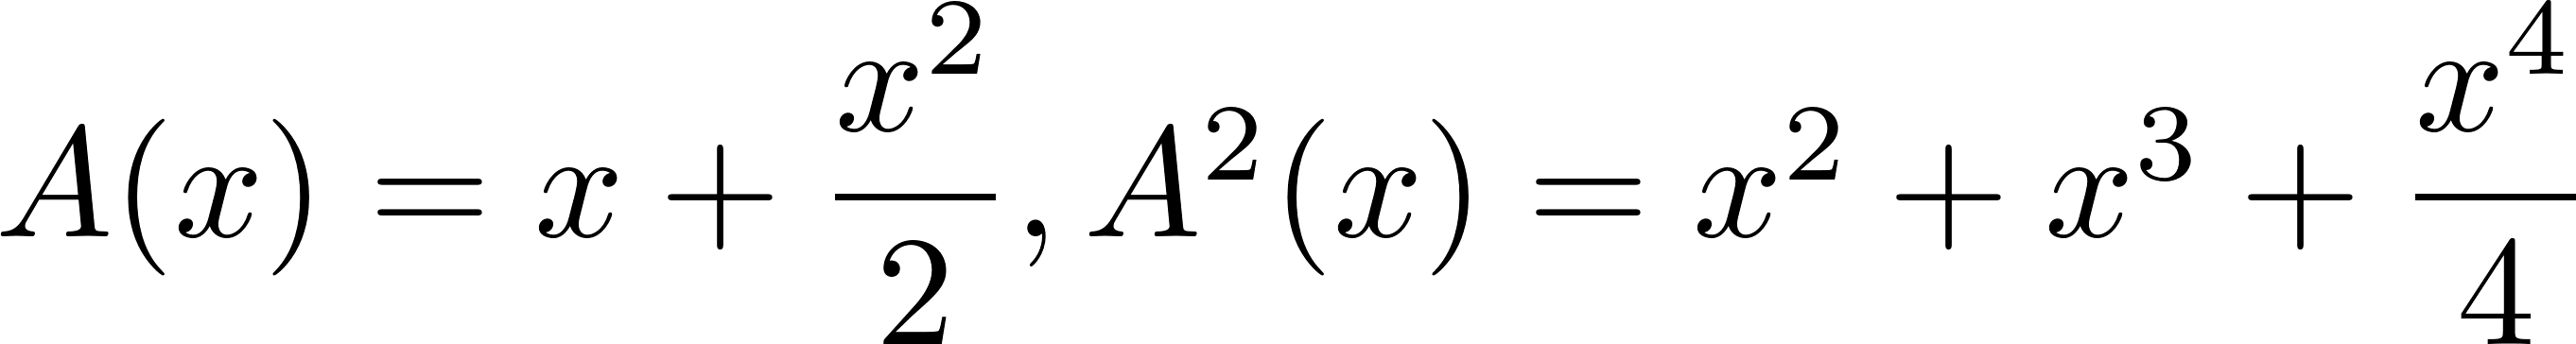 A(x) = x + \frac{x^2}{2}, A^2(x) = x^2 + x^3 + \frac{x^4}{4}